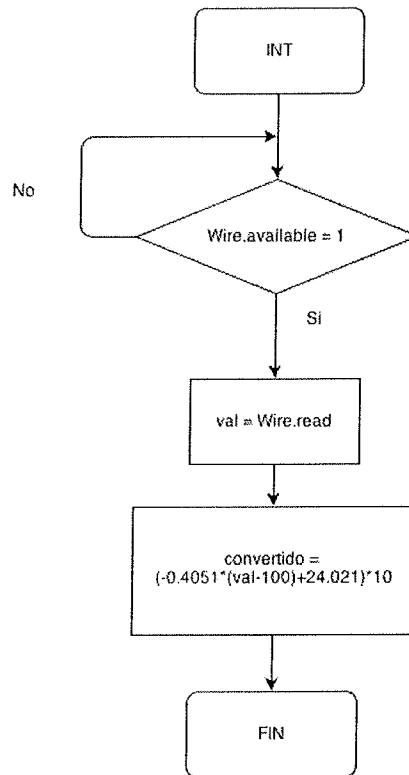 INT
No
Wire.available = 1
Si
val = Wire.read
convertido =
(-0.4051*(val-100)+24.021)*10
FIN